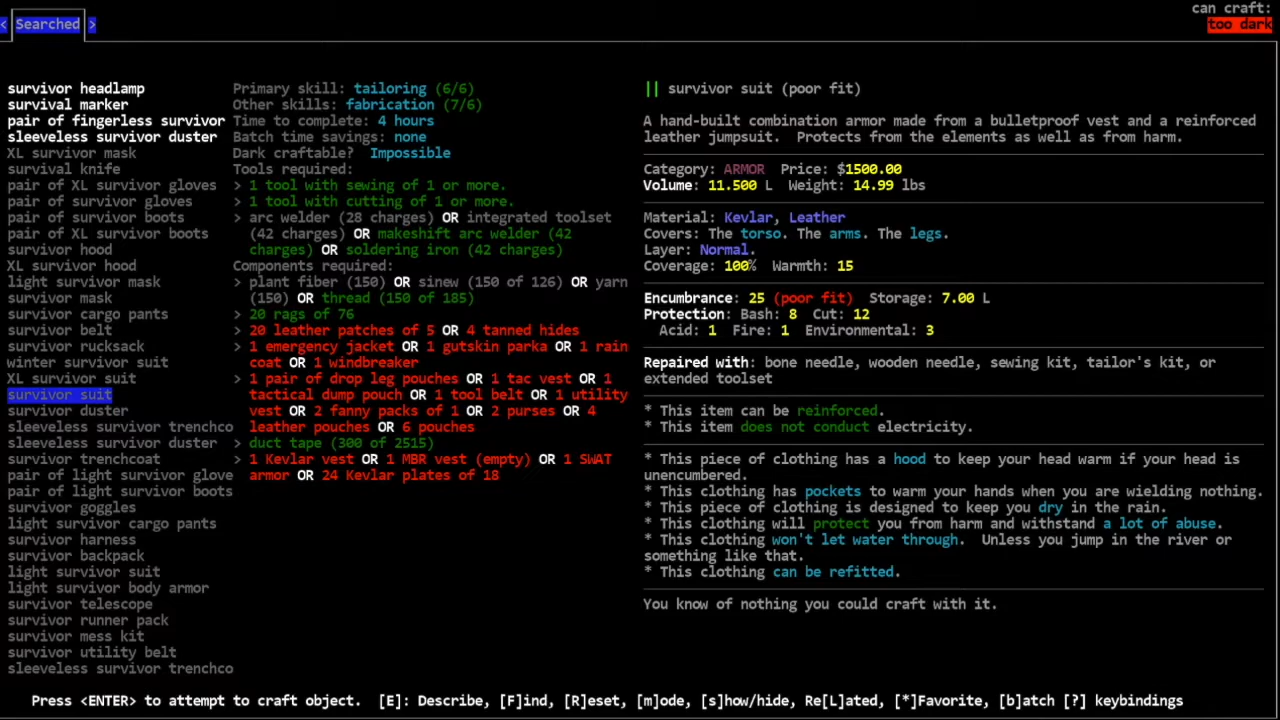 can craft:
< Searched >
too dark
survivor headlamp
survival marker
pair of fingerless survivor
sleeveless survivor duster
XL survivor mask
survival knife
pair of XL survivor gloves
pair of survivor gloves
pair of survivor boots
pair of XL survivor boots
survivor hood
XL survivor hood
light survivor mask
survivor mask
survivor cargo pants
survivor belt
survivor rucksack
winter survivor suit
XL survivor suit
survivor suit
survivor duster
sleeveless survivor trenchco
sleeveless survivor duster
survivor trenchcoat
pair of light survivor glove
pair of light survivor boots
survivor goggles
light survivor cargo pants
survivor harness
survivor backpack
light survivor suit
light survivor body armor
survivor telescope
survivor runner pack
survivor mess kit
survivor utility belt
sleeveless survivor trenchco
Primary skill: tailoring (6/6)
Other skills: fabrication (7/6)
Time to complete: 4 hours
Batch time savings: none
Dark craftable? Impossible
Tools required:
> 1 tool with sewing of 1 or more.
> 1 tool with cutting of 1 or more.
> arc welder (28 charges) OR integrated toolset
(42 charges) OR makeshift arc welder (42
charges) OR soldering iron (42 charges)
Components required:
> plant fiber (150) OR sinew (150 of 126) OR yarn
(150) OR thread (150 of 185)
> 20 rags of 76
> 20 leather patches of 5 OR 4 tanned hides
> 1 emergency jacket OR 1 gutskin parka OR 1 rain
coat OR 1 windbreaker
> 1 pair of drop leg pouches OR 1 tac vest OR 1
tactical dump pouch OR 1 tool belt OR 1 utility
vest OR 2 fanny packs of 1 OR 2 purses OR 4
leather pouches OR 6 pouches
> duct tape (300 of 2515)
> 1 Kevlar vest OR 1 MBR vest (empty) OR 1 SWAT
armor OR 24 Kevlar plates of 18
|| survivor suit (poor fit)
A hand-built combination armor made from a bulletproof vest and a reinforced
leather jumpsuit.  Protects from the elements as well as from harm.
Category: ARMOR  Price: $1500.00
Volume: 11.500 L  Weight: 14.99 lbs
Material: Kevlar, Leather
Covers: The torso. The arms. The legs.
Layer: Normal.
Coverage: 100%  Warmth: 15
Encumbrance: 25 (poor fit)  Storage: 7.00 L
Protection: Bash: 8  Cut: 12
Acid: 1  Fire: 1  Environmental: 3
Repaired with: bone needle, wooden needle, sewing kit, tailor's kit, or
extended toolset
* This item can be reinforced.
* This item does not conduct electricity.
* This piece of clothing has a hood to keep your head warm if your head is
unencumbered.
* This clothing has pockets to warm your hands when you are wielding nothing.
* This piece of clothing is designed to keep you dry in the rain.
* This clothing will protect you from harm and withstand a lot of abuse.
* This clothing won't let water through.  Unless you jump in the river or
something like that.
* This clothing can be refitted.
You know of nothing you could craft with it.
Press <ENTER> to attempt to craft object.  [E]: Describe, [F]ind, [R]eset, [m]ode, [s]how/hide, Re[L]ated, [*]Favorite, [b]atch [?] keybindings